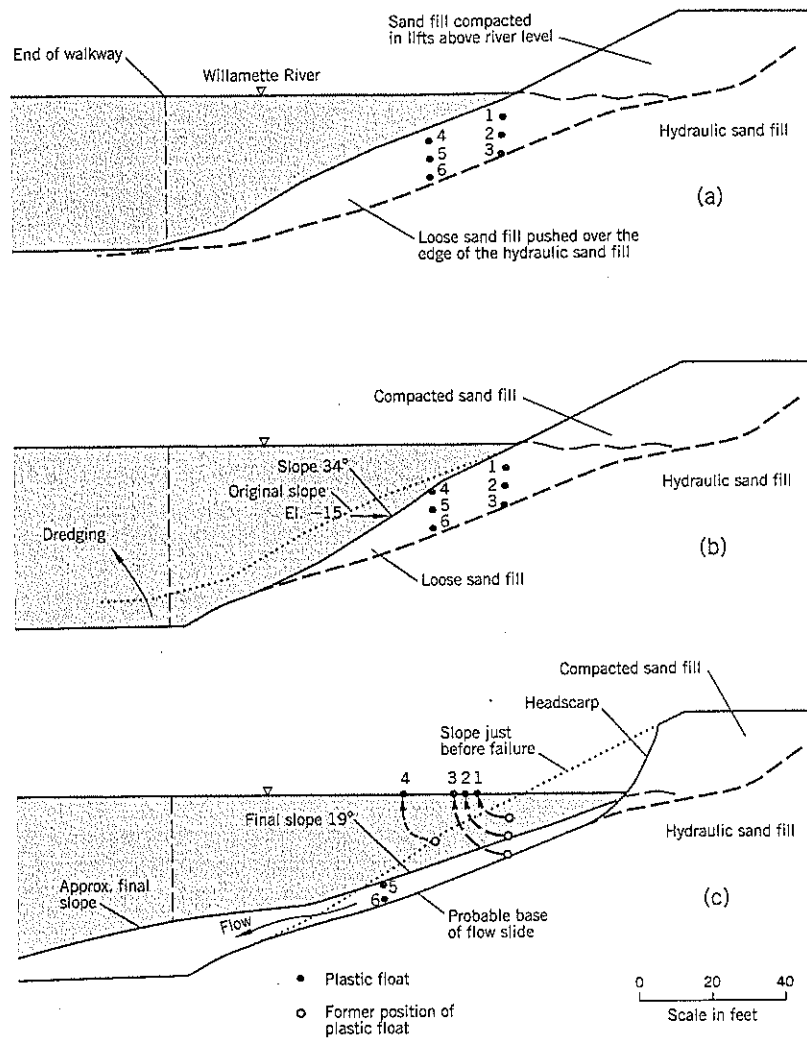 Sand fill compacted
in lifts above river level
End of walkway
Willamette River
1
2
3
4
5
6
Hydraulic sand fill
(a)
Loose sand fill pushed over the
edge of the hydraulic sand fill
Compacted sand fill
Slope 34°
Original slope
El. −15
1
2
3
4
5
6
Hydraulic sand fill
Dredging
(b)
Loose sand fill
Compacted sand fill
Headscarp
Slope just
before failure
4 3 2 1
Final slope 19°
Hydraulic sand fill
5
6
Approx. final
slope
Flow
Probable base
of flow slide
(c)
Plastic float
Former position of
plastic float
0 20 40
Scale in feet